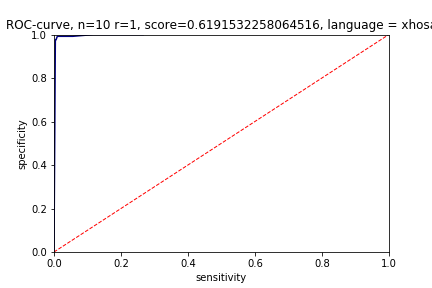 ROC-curve, n=10 r=1, score=0.6191532258064516, language = xhosa
1.0
0.8
0.6
0.4
0.2
0.0
specificity
0.0 0.2 0.4 0.6 0.8 1.0
sensitivity